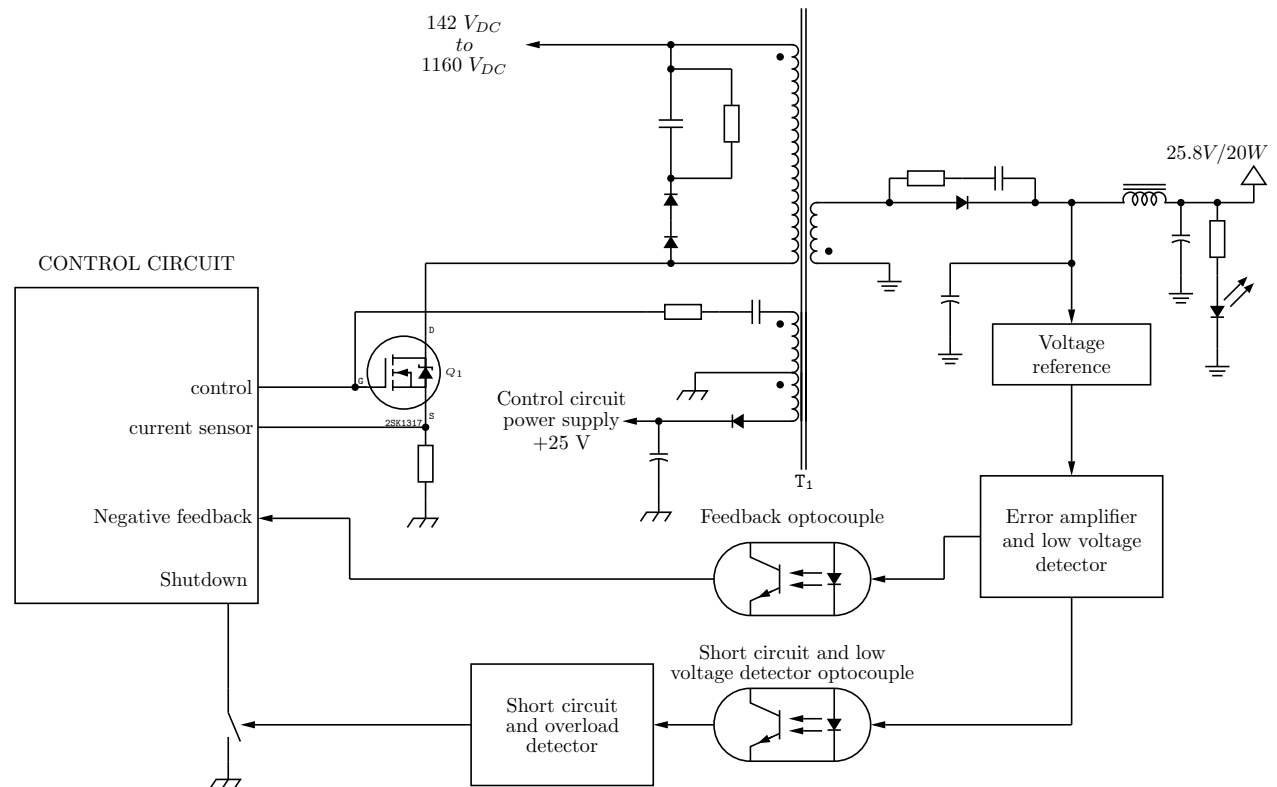 142 V_DC
to
1160 V_DC
25.8V/20W
CONTROL CIRCUIT
D
Q1
G
control
S
2SK1317
current sensor
Control circuit
power supply
+25 V
Voltage
reference
T1
Negative feedback
Feedback optocouple
Error amplifier
and low voltage
detector
Shutdown
Short circuit and low
voltage detector optocouple
Short circuit
and overload
detector